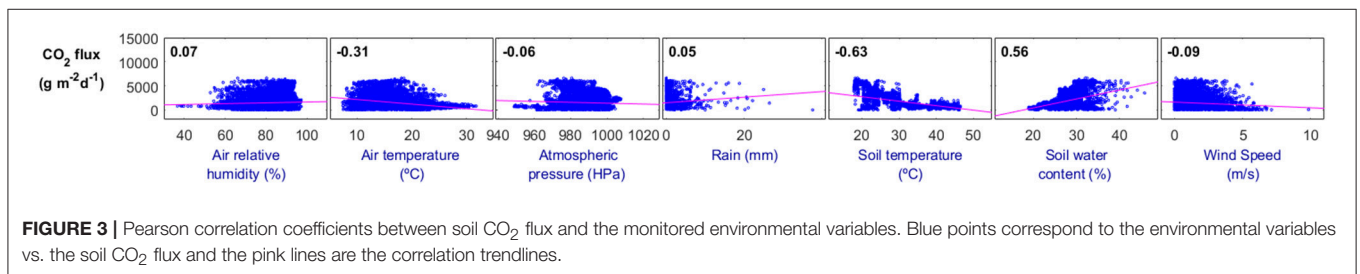 CO2 flux
(g m-2d-1)
15000
10000
5000
0
0.07
-0.31
-0.06
0.05
-0.63
0.56
-0.09
40 60 80 100
10 20 30
940 960 980 1000 1020
0 20
20 30 40 50
20 30 40
0 5 10
Air relative
humidity (%)
Air temperature
(ºC)
Atmospheric
pressure (HPa)
Rain (mm)
Soil temperature
(ºC)
Soil water
content (%)
Wind Speed
(m/s)
FIGURE 3 | Pearson correlation coefficients between soil CO2 flux and the monitored environmental variables. Blue points correspond to the environmental variables
vs. the soil CO2 flux and the pink lines are the correlation trendlines.